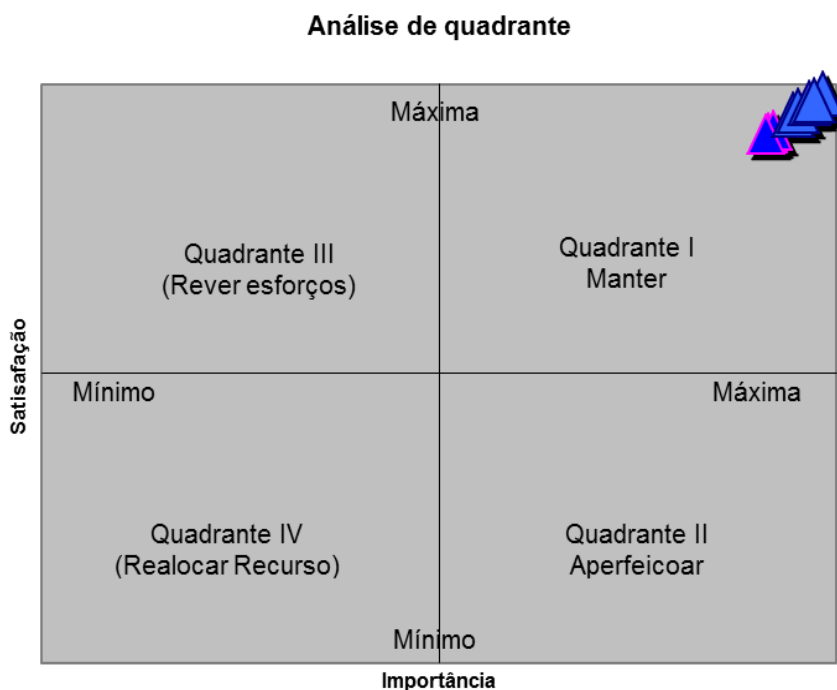 Análise de quadrante
Máxima
Quadrante III
(Rever esforços)
Quadrante I
Manter
Satisafação
Mínimo
Máxima
Quadrante IV
(Realocar Recurso)
Quadrante II
Aperfeicoar
Mínimo
Importância